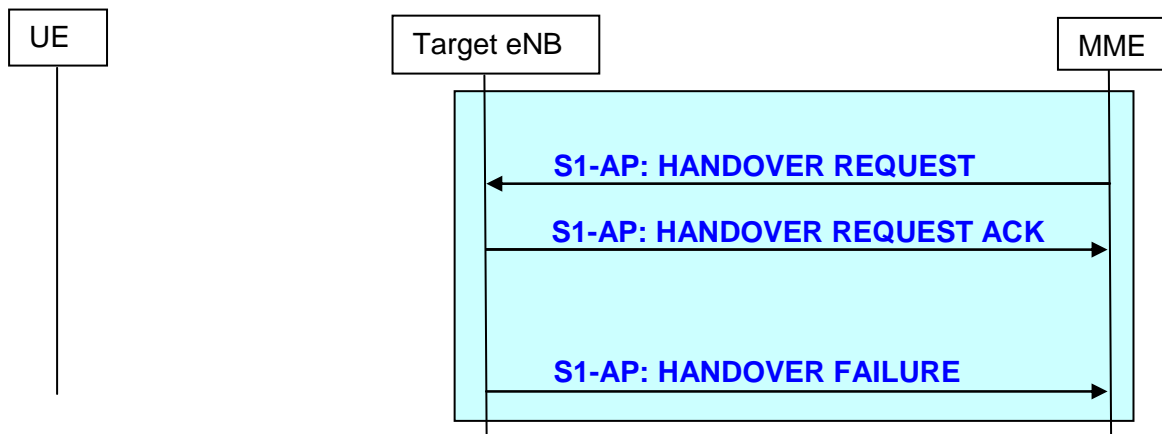 UE
Target eNB
MME
S1-AP: HANDOVER REQUEST
S1-AP: HANDOVER REQUEST ACK
S1-AP: HANDOVER FAILURE